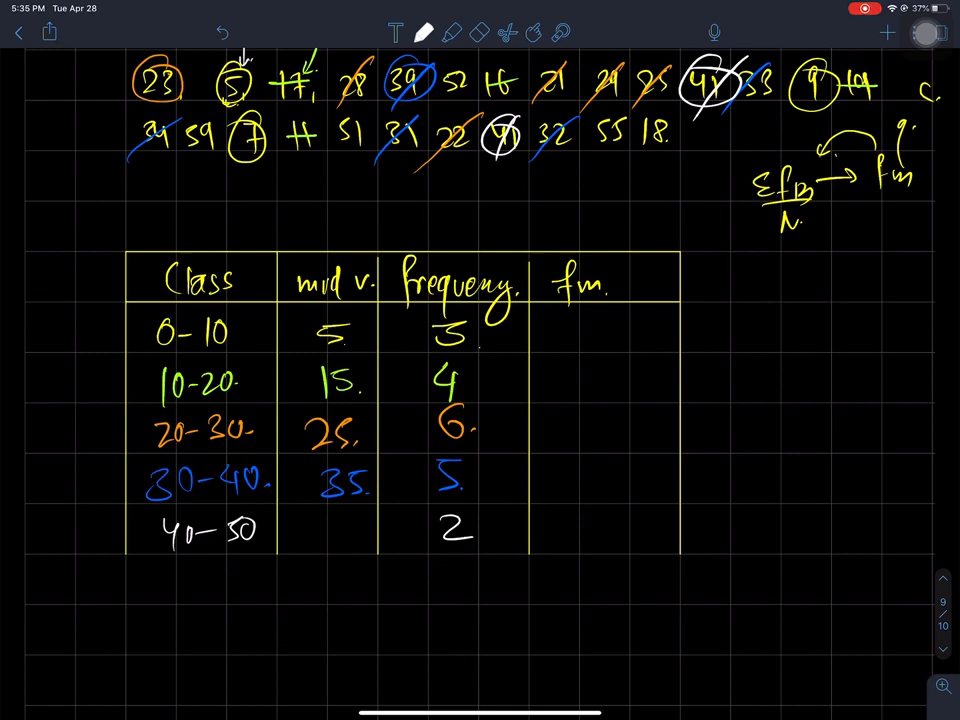 5:35 PM Tue Apr 28 37%
23 5 17, 28 39 52 16 21 29 25 41 33 9 19 c.
34 59 7 11 51 31 22 41 32 55 18. q.
Σfm → fm
N.
Class mid v. frequeny. fm.
0-10 5. 3.
10-20. 15. 4
20-30. 25. 6.
30-40. 35. 5.
40-50 2
9
/
10